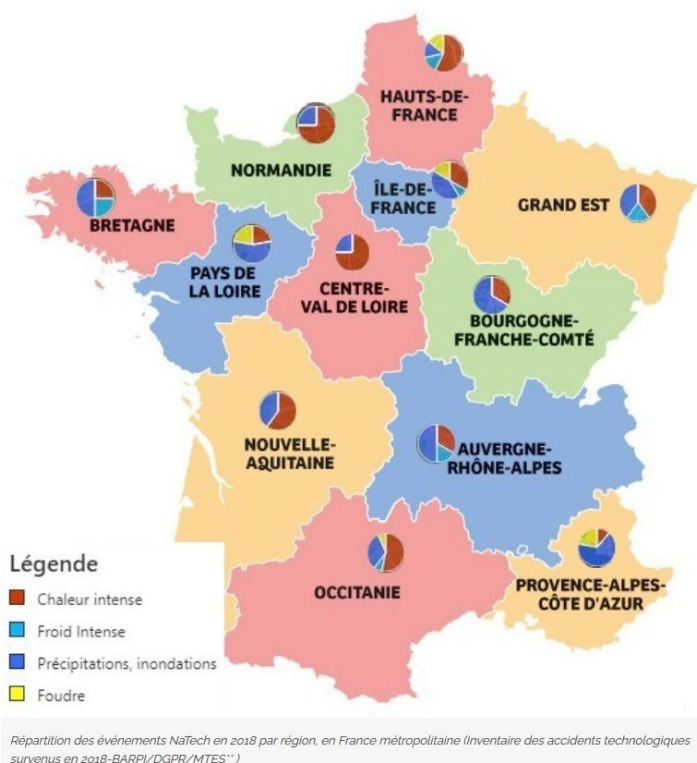 HAUTS-DE-
FRANCE
NORMANDIE
ÎLE-DE-
FRANCE
GRAND EST
BRETAGNE
PAYS DE
LA LOIRE
CENTRE-
VAL DE LOIRE
BOURGOGNE-
FRANCHE-COMTÉ
NOUVELLE-
AQUITAINE
AUVERGNE-
RHÔNE-ALPES
OCCITANIE
PROVENCE-ALPES-
CÔTE D'AZUR
Légende
Chaleur intense
Froid Intense
Précipitations, inondations
Foudre
Répartition des événements NaTech en 2018 par région, en France métropolitaine (Inventaire des accidents technologiques
survenus en 2018-BARPI/DGPR/MTES** )